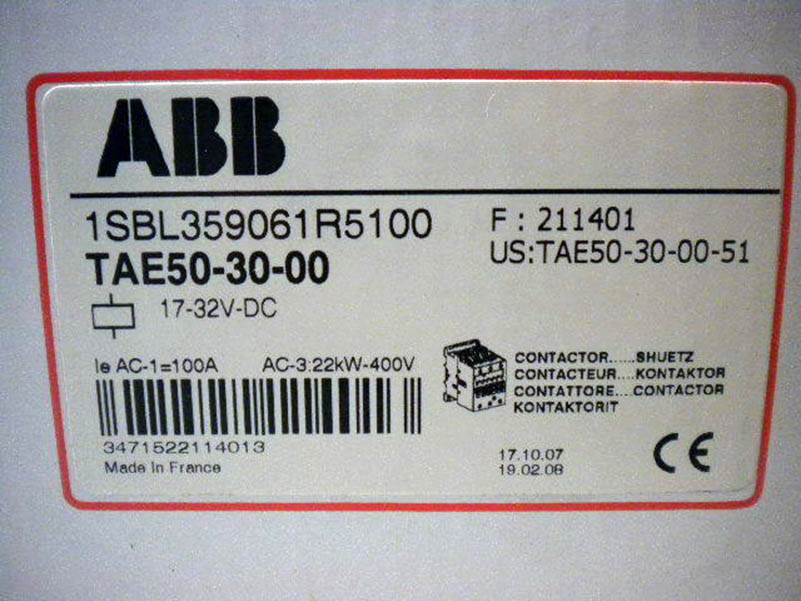 ABB
1SBL359061R5100
F : 211401
TAE50-30-00
US:TAE50-30-00-51
17-32V-DC
Ie AC-1=100A AC-3:22kW-400V
CONTACTOR.....SHUETZ
CONTACTEUR....KONTAKTOR
CONTATTORE....CONTACTOR
KONTAKTORIT
3471522114013
Made In France
17.10.07
19.02.08
CE